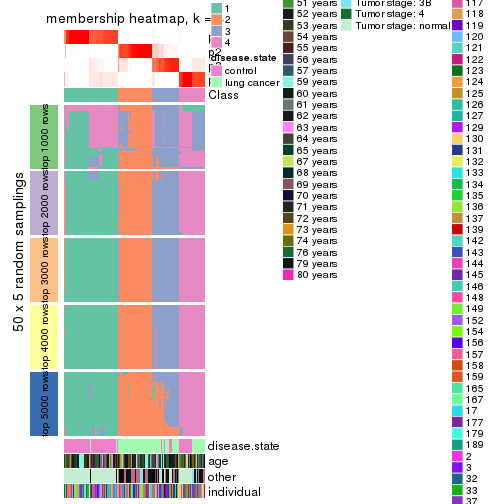 membership heatmap, k =
1
2
3
4
p2
disease.state
control
lung cancer
Class
50 x 5 random samplings
top 1000 rows
top 2000 rows
top 3000 rows
top 4000 rows
top 5000 rows
disease.state
age
other
individual
51 years
52 years
53 years
54 years
55 years
56 years
57 years
59 years
60 years
61 years
62 years
63 years
64 years
65 years
67 years
68 years
69 years
70 years
71 years
72 years
73 years
74 years
76 years
79 years
80 years
Tumor stage: 3B
Tumor stage: 4
Tumor stage: normal
117
118
119
120
121
122
123
124
125
126
127
129
130
131
132
133
134
135
136
137
139
142
143
144
145
146
148
149
152
154
156
157
158
159
165
167
17
177
179
189
2
3
32
33
37